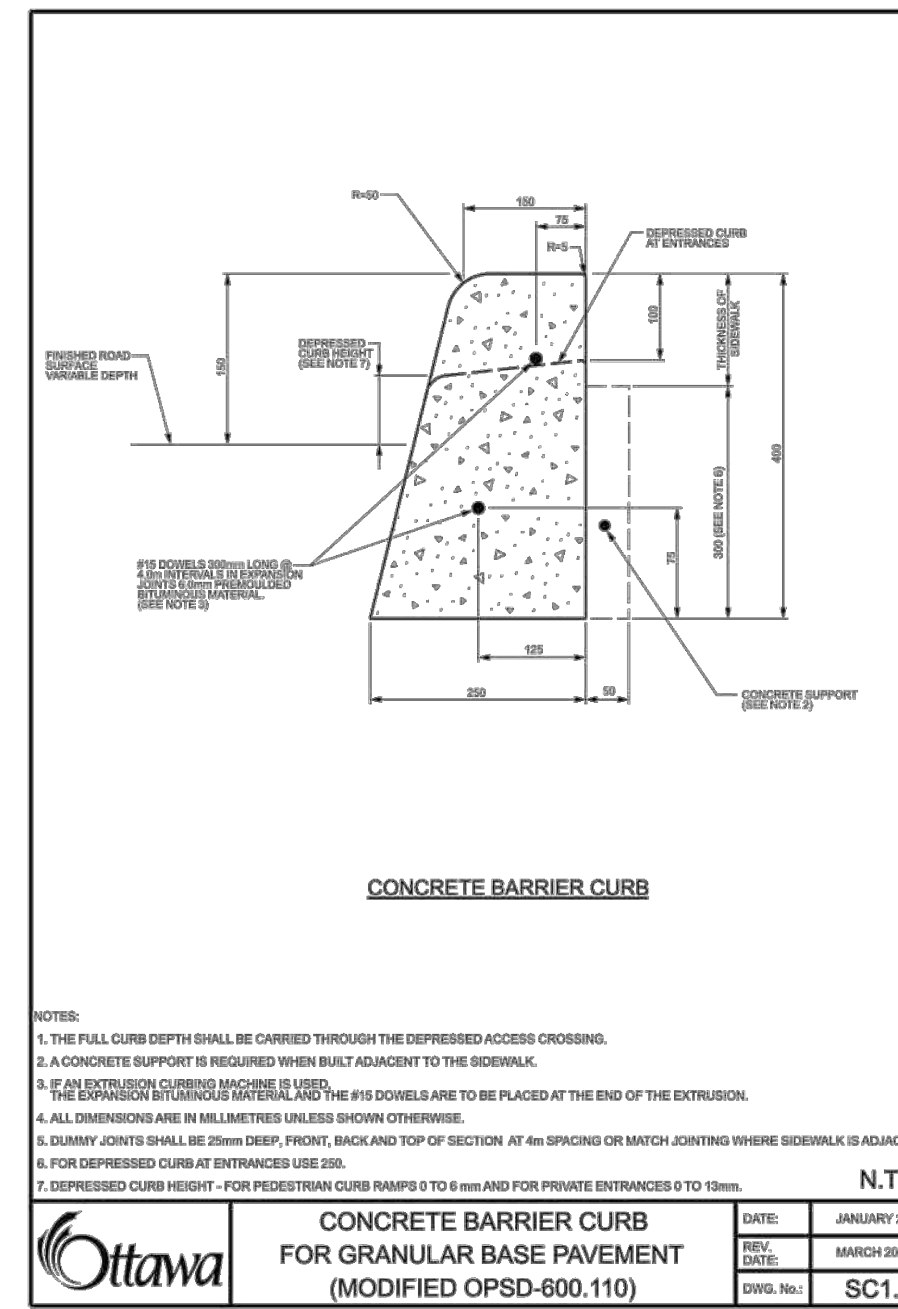 R=50
150
75
R=5
DEPRESSED CURB
AT ENTRANCES
150
100
THICKNESS OF
SIDEWALK
FINISHED ROAD
SURFACE
VARIABLE DEPTH
DEPRESSED
CURB HEIGHT
(SEE NOTE 7)
400
300 (SEE NOTE 6)
75
#15 DOWELS 300mm LONG @
4.0m INTERVALS IN EXPANSION
JOINTS 6.0mm PREMOULDED
BITUMINOUS MATERIAL.
(SEE NOTE 3)
125
250
50
CONCRETE SUPPORT
(SEE NOTE 2)
CONCRETE BARRIER CURB
NOTES:
1. THE FULL CURB DEPTH SHALL BE CARRIED THROUGH THE DEPRESSED ACCESS CROSSING.
2. A CONCRETE SUPPORT IS REQUIRED WHEN BUILT ADJACENT TO THE SIDEWALK.
3. IF AN EXTRUSION CURBING MACHINE IS USED,
THE EXPANSION BITUMINOUS MATERIAL AND THE #15 DOWELS ARE TO BE PLACED AT THE END OF THE EXTRUSION.
4. ALL DIMENSIONS ARE IN MILLIMETRES UNLESS SHOWN OTHERWISE.
5. DUMMY JOINTS SHALL BE 25mm DEEP, FRONT, BACK AND TOP OF SECTION AT 4m SPACING OR MATCH JOINTING WHERE SIDEWALK IS ADJAC
6. FOR DEPRESSED CURB AT ENTRANCES USE 250.
7. DEPRESSED CURB HEIGHT - FOR PEDESTRIAN CURB RAMPS 0 TO 6 mm AND FOR PRIVATE ENTRANCES 0 TO 13mm.
N.T
Ottawa
CONCRETE BARRIER CURB
FOR GRANULAR BASE PAVEMENT
(MODIFIED OPSD-600.110)
DATE: JANUARY
REV. DATE: MARCH 20
DWG. No.: SC1.